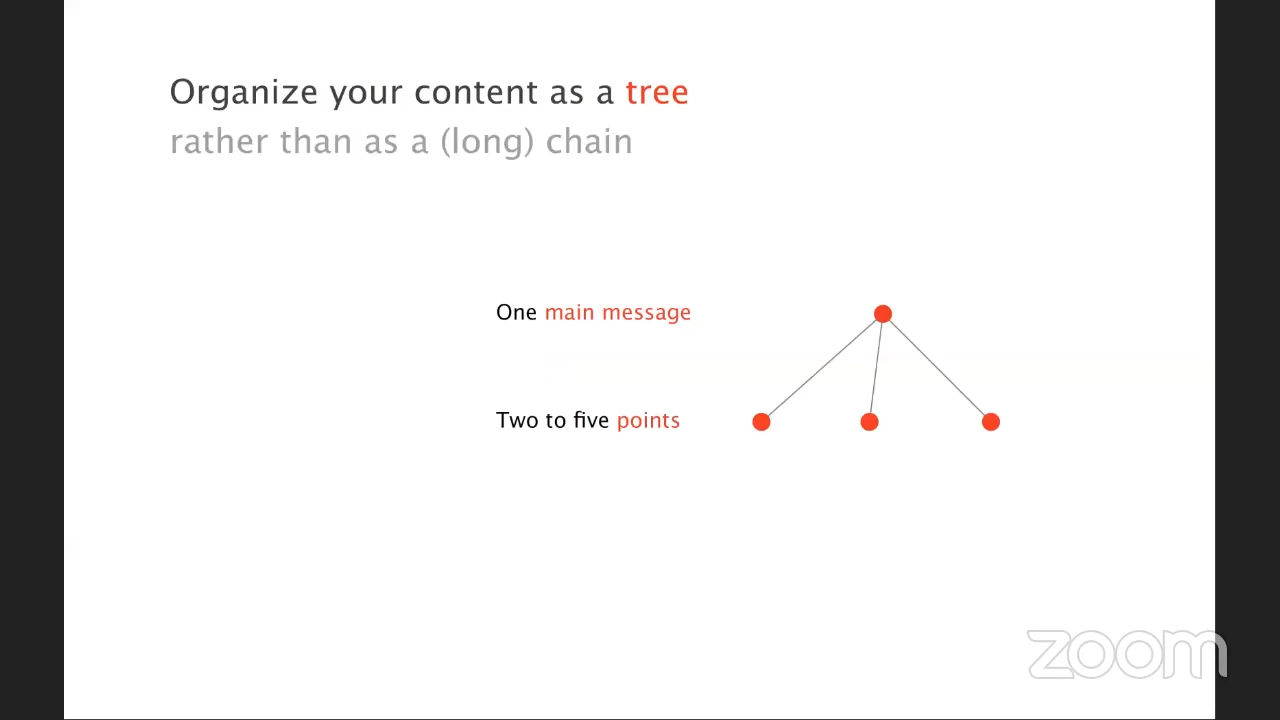 Organize your content as a tree
rather than as a (long) chain
One main message
Two to five points
zoom